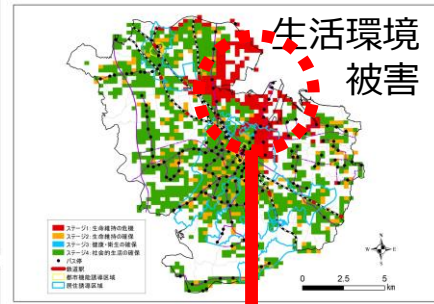 生活環境
被害
ステージ1:生命維持の危機
ステージ2:生命維持の確保
ステージ3:健康・衛生の確保
ステージ4:社会的生活の確保
バス停
鉄道駅
都市機能誘導区域
居住誘導区域
N
W
E
S
0 2.5 5
km